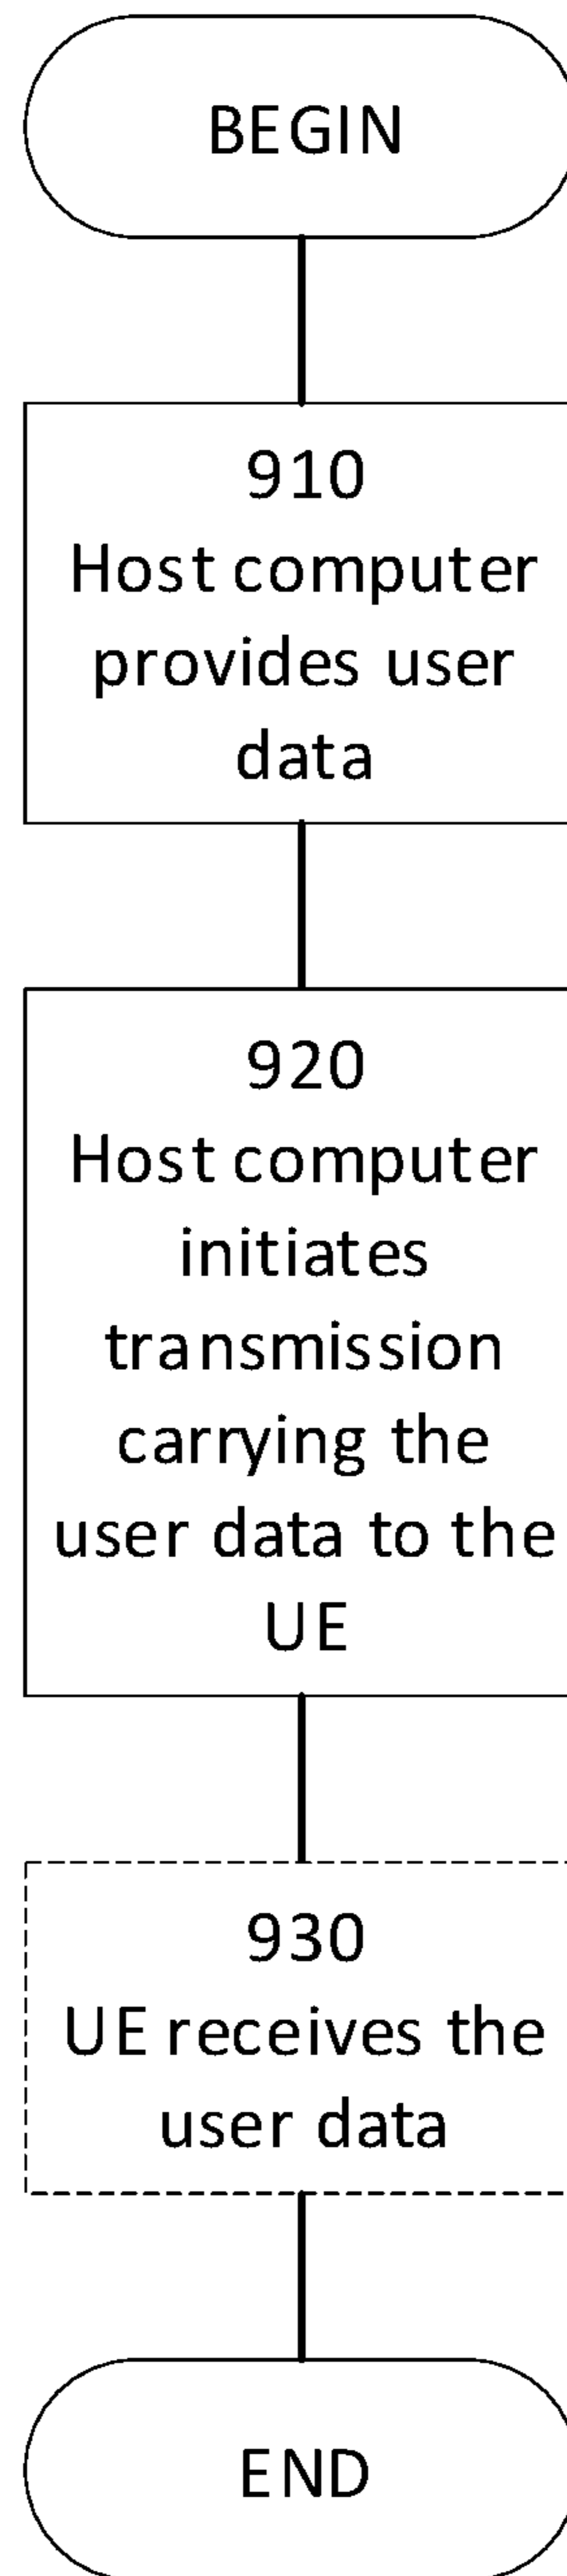 BEGIN
910
Host computer
provides user
data
920
Host computer
initiates
transmission
carrying the
user data to the
UE
930
UE receives the
user data
END